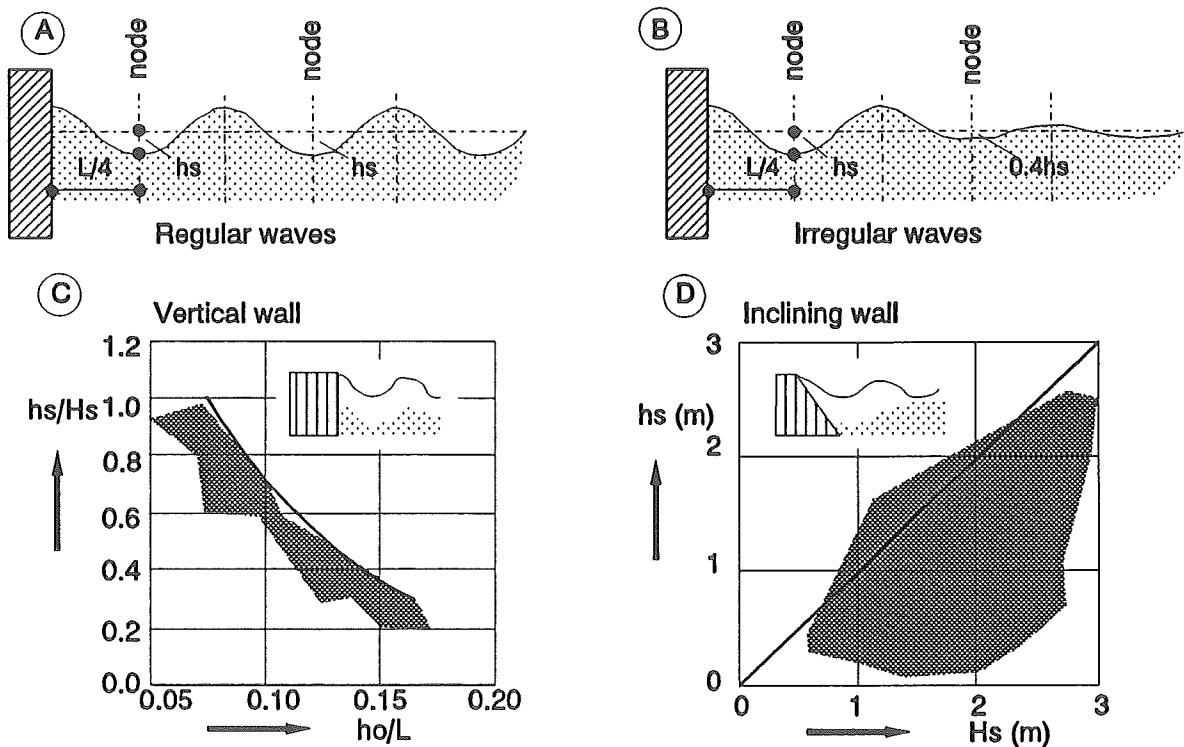 A
node
node
L/4
hs
hs
Regular waves
B
node
node
L/4
hs
0.4hs
Irregular waves
C
Vertical wall
hs/Hs
1.2
1.0
0.8
0.6
0.4
0.2
0.0
0.05 0.10 0.15 0.20
ho/L
D
Inclining wall
hs (m)
3
2
1
0
0 1 2 3
Hs (m)